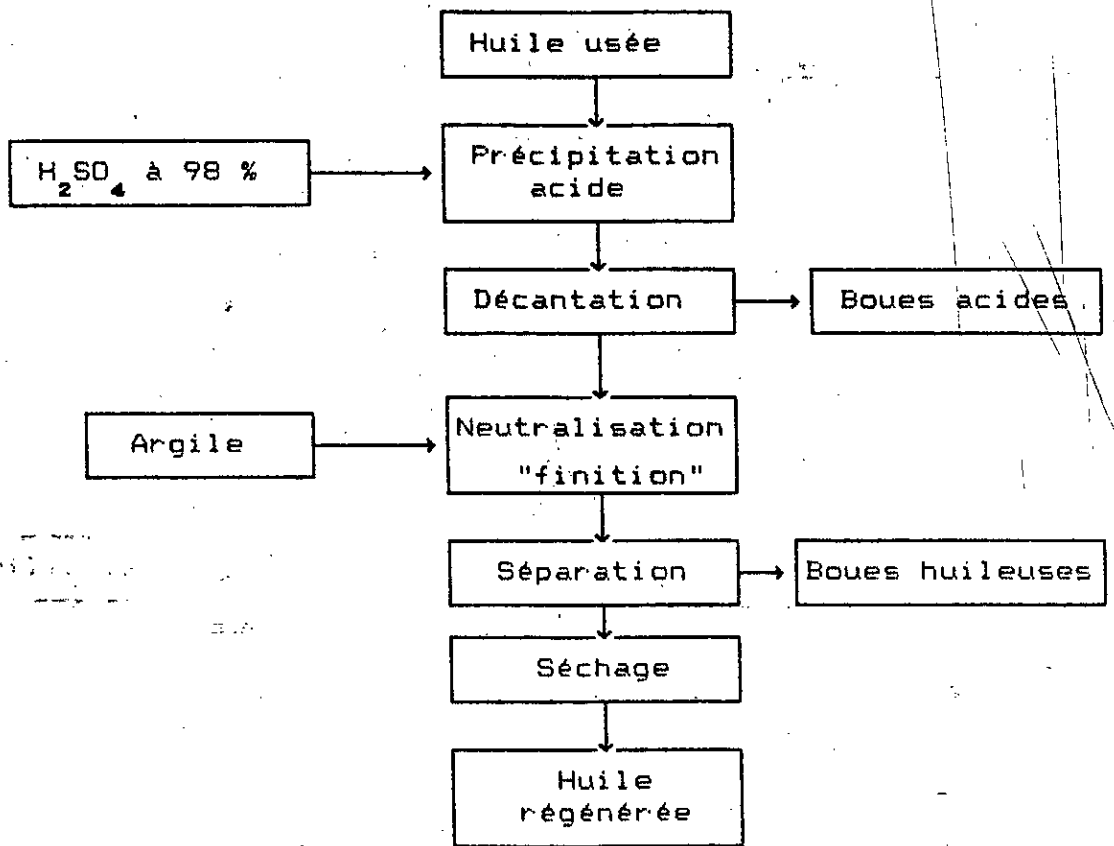 Huile usée
H2SO4 à 98 %
Précipitation
acide
Décantation
Boues acides
Argile
Neutralisation
"finition"
Séparation
Boues huileuses
Séchage
Huile
régénérée